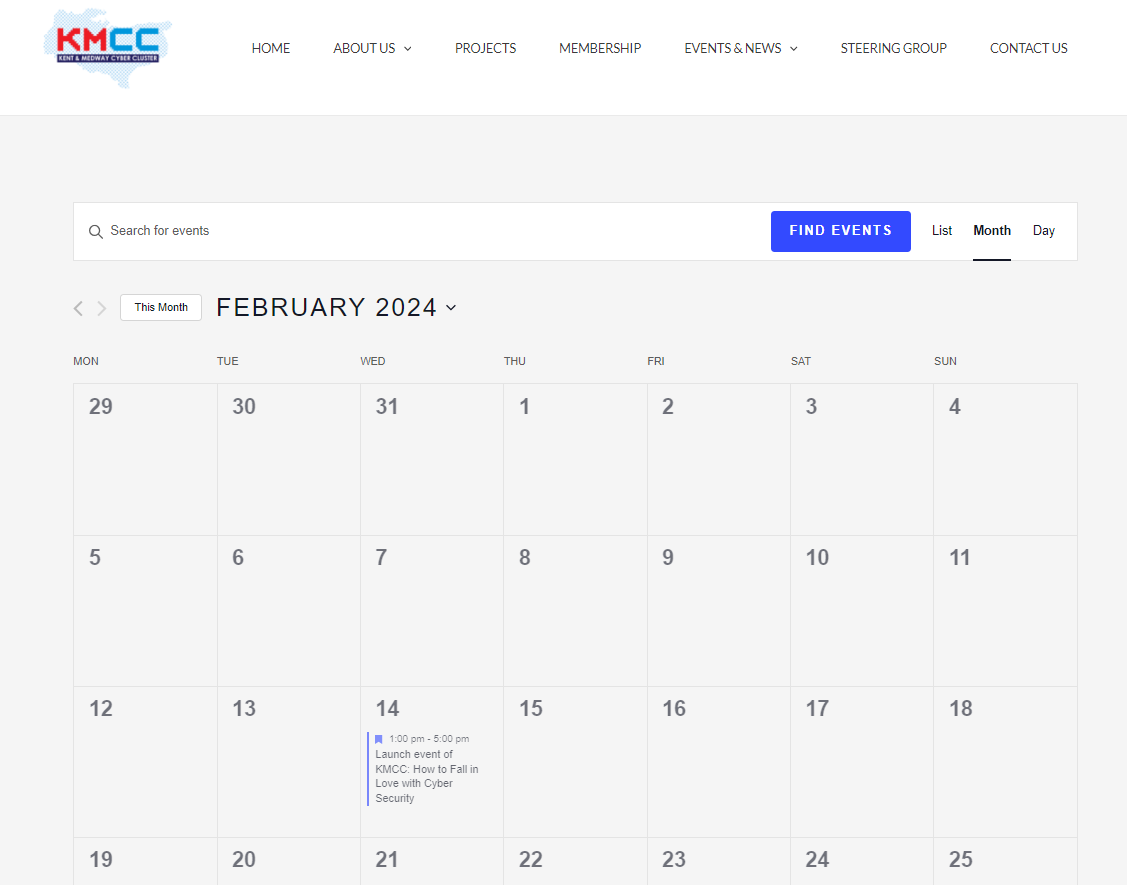 KMCC
KENT & MEDWAY CYBER CLUSTER
HOME ABOUT US PROJECTS MEMBERSHIP EVENTS & NEWS STEERING GROUP CONTACT US
Search for events FIND EVENTS List Month Day
This Month FEBRUARY 2024
MON TUE WED THU FRI SAT SUN
29 30 31 1 2 3 4
5 6 7 8 9 10 11
12 13 14 15 16 17 18
1:00 pm - 5:00 pm
Launch event of
KMCC: How to Fall in
Love with Cyber
Security
19 20 21 22 23 24 25